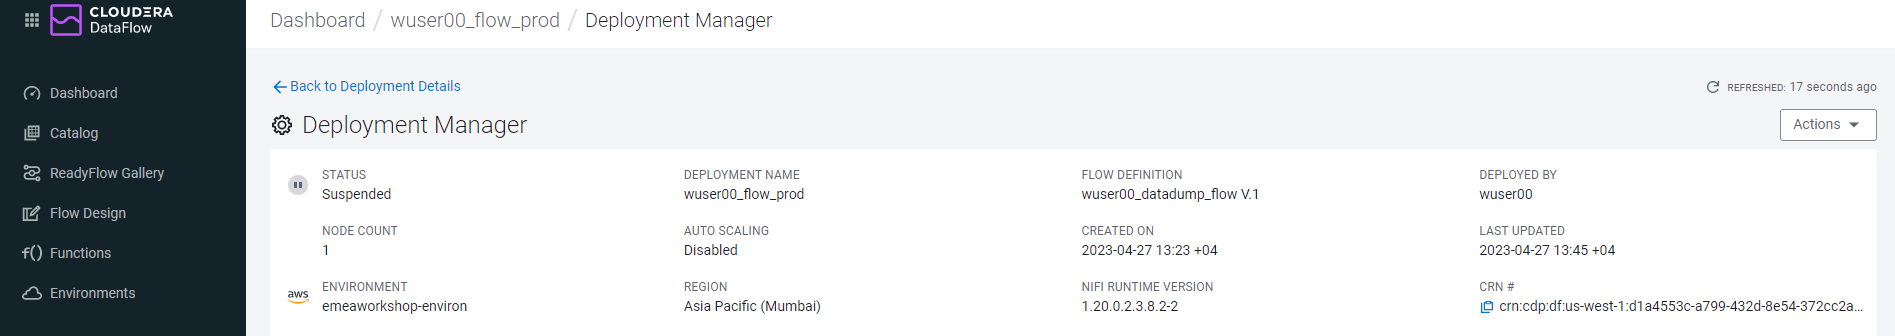 CLOUDERA
DataFlow
Dashboard
Catalog
ReadyFlow Gallery
Flow Design
f() Functions
Environments
Dashboard / wuser00_flow_prod / Deployment Manager
Back to Deployment Details
REFRESHED: 17 seconds ago
Deployment Manager
Actions
STATUS
Suspended
DEPLOYMENT NAME
wuser00_flow_prod
FLOW DEFINITION
wuser00_datadump_flow V.1
DEPLOYED BY
wuser00
NODE COUNT
1
AUTO SCALING
Disabled
CREATED ON
2023-04-27 13:23 +04
LAST UPDATED
2023-04-27 13:45 +04
aws
ENVIRONMENT
emeaworkshop-environ
REGION
Asia Pacific (Mumbai)
NIFI RUNTIME VERSION
1.20.0.2.3.8.2-2
CRN #
crn:cdp:df:us-west-1:d1a4553c-a799-432d-8e54-372cc2a...